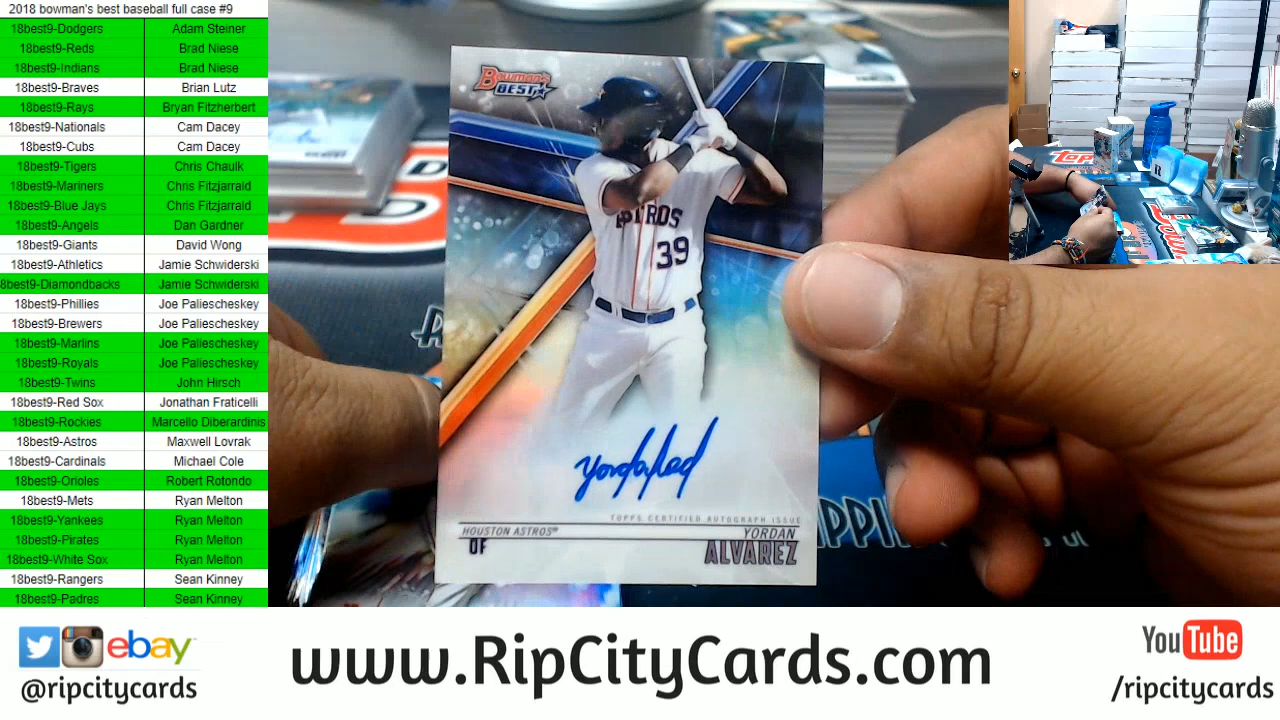 2018 bowman's best baseball full case #9
18best9-Dodgers Adam Steiner
18best9-Reds Brad Niese
18best9-Indians Brad Niese
18best9-Braves Brian Lutz
18best9-Rays Bryan Fitzherbert
18best9-Nationals Cam Dacey
18best9-Cubs Cam Dacey
18best9-Tigers Chris Chaulk
18best9-Mariners Chris Fitzjarrald
18best9-Blue Jays Chris Fitzjarrald
18best9-Angels Dan Gardner
18best9-Giants David Wong
18best9-Athletics Jamie Schwiderski
8best9-Diamondbacks Jamie Schwiderski
18best9-Phillies Joe Paliescheskey
18best9-Brewers Joe Paliescheskey
18best9-Marlins Joe Paliescheskey
18best9-Royals Joe Paliescheskey
18best9-Twins John Hirsch
18best9-Red Sox Jonathan Fraticelli
18best9-Rockies Marcello Diberardinis
18best9-Astros Maxwell Lovrak
18best9-Cardinals Michael Cole
18best9-Orioles Robert Rotondo
18best9-Mets Ryan Melton
18best9-Yankees Ryan Melton
18best9-Pirates Ryan Melton
18best9-White Sox Ryan Melton
18best9-Rangers Sean Kinney
18best9-Padres Sean Kinney
Bowman's
BEST
ASTROS
39
TOPPS CERTIFIED AUTOGRAPH ISSUE
HOUSTON ASTROS
OF
YORDAN
ALVAREZ
Topps
ebay
@ripcitycards
www.RipCityCards.com
YouTube
/ripcitycards